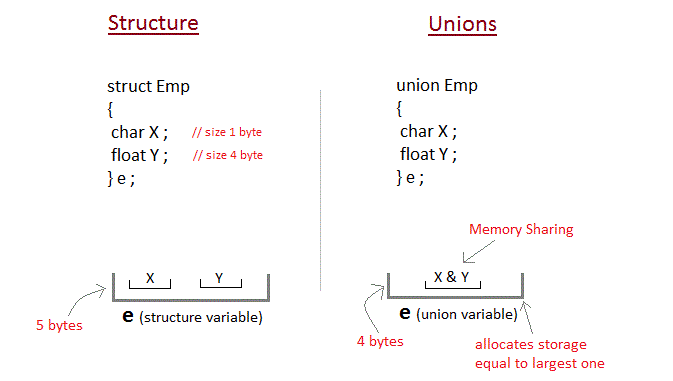 Structure
struct Emp
{
char X ; // size 1 byte
float Y ; // size 4 byte
} e ;
X Y
5 bytes
e (structure variable)
Unions
union Emp
{
char X ;
float Y ;
} e ;
Memory Sharing
X & Y
4 bytes
e (union variable)
allocates storage
equal to largest one